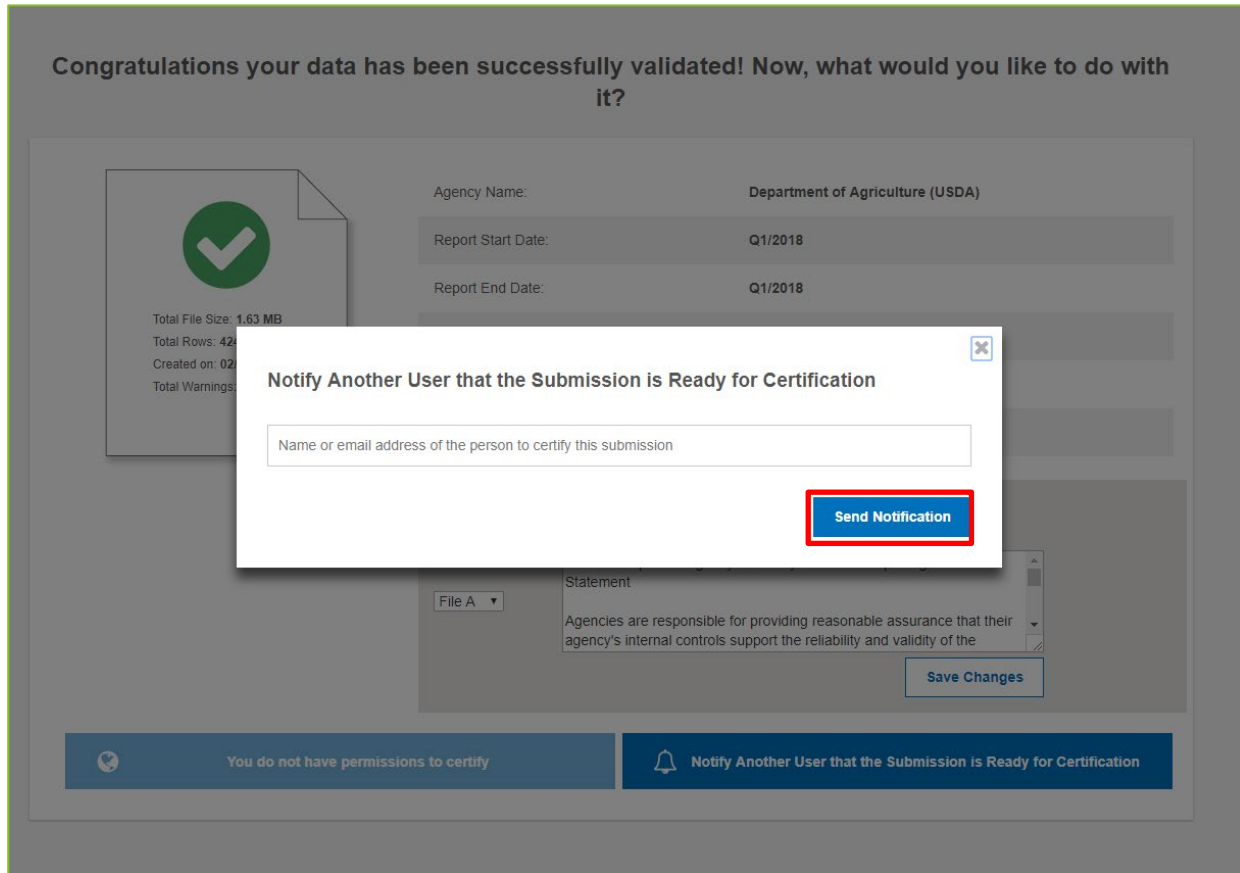 Congratulations your data has been successfully validated! Now, what would you like to do with
it?
Agency Name: Department of Agriculture (USDA)
Report Start Date: Q1/2018
Report End Date: Q1/2018
Total File Size: 1.63 MB
Total Rows:
Created on:
Total Warnings:
Notify Another User that the Submission is Ready for Certification
Name or email address of the person to certify this submission
Send Notification
File A
Statement
Agencies are responsible for providing reasonable assurance that their
agency's internal controls support the reliability and validity of the
Save Changes
You do not have permissions to certify
Notify Another User that the Submission is Ready for Certification